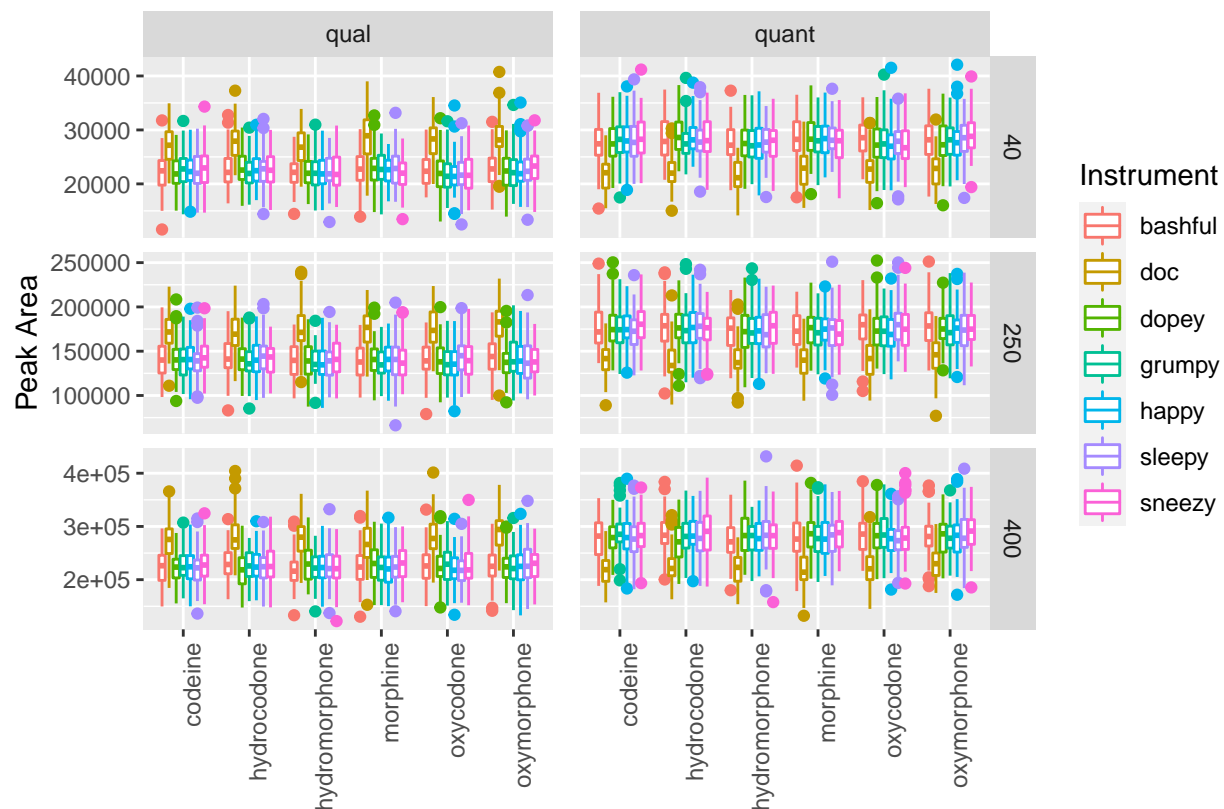 qual
quant
40000
30000
20000
40
250000
200000
150000
100000
250
4e+05
3e+05
2e+05
400
Peak Area
codeine
hydrocodone
hydromorphone
morphine
oxycodone
oxymorphone
codeine
hydrocodone
hydromorphone
morphine
oxycodone
oxymorphone
Instrument
bashful
doc
dopey
grumpy
happy
sleepy
sneezy